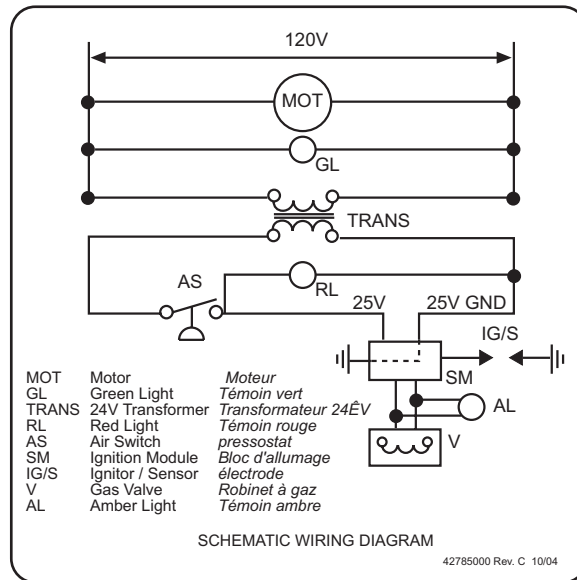 120V
MOT
GL
TRANS
AS
RL
25V 25V GND
IG/S
SM
AL
V
MOT Motor Moteur
GL Green Light Témoin vert
TRANS 24V Transformer Transformateur 24ÊV
RL Red Light Témoin rouge
AS Air Switch pressostat
SM Ignition Module Bloc d'allumage
IG/S Ignitor / Sensor électrode
V Gas Valve Robinet à gaz
AL Amber Light Témoin ambre
SCHEMATIC WIRING DIAGRAM
42785000 Rev. C 10/04